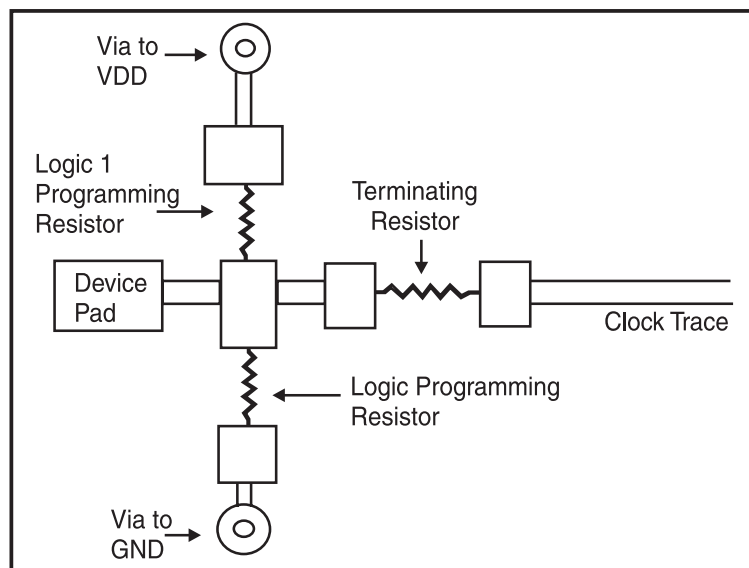 Via to
VDD
Logic 1
Programming
Resistor
Terminating
Resistor
Device
Pad
Clock Trace
Logic Programming
Resistor
Via to
GND